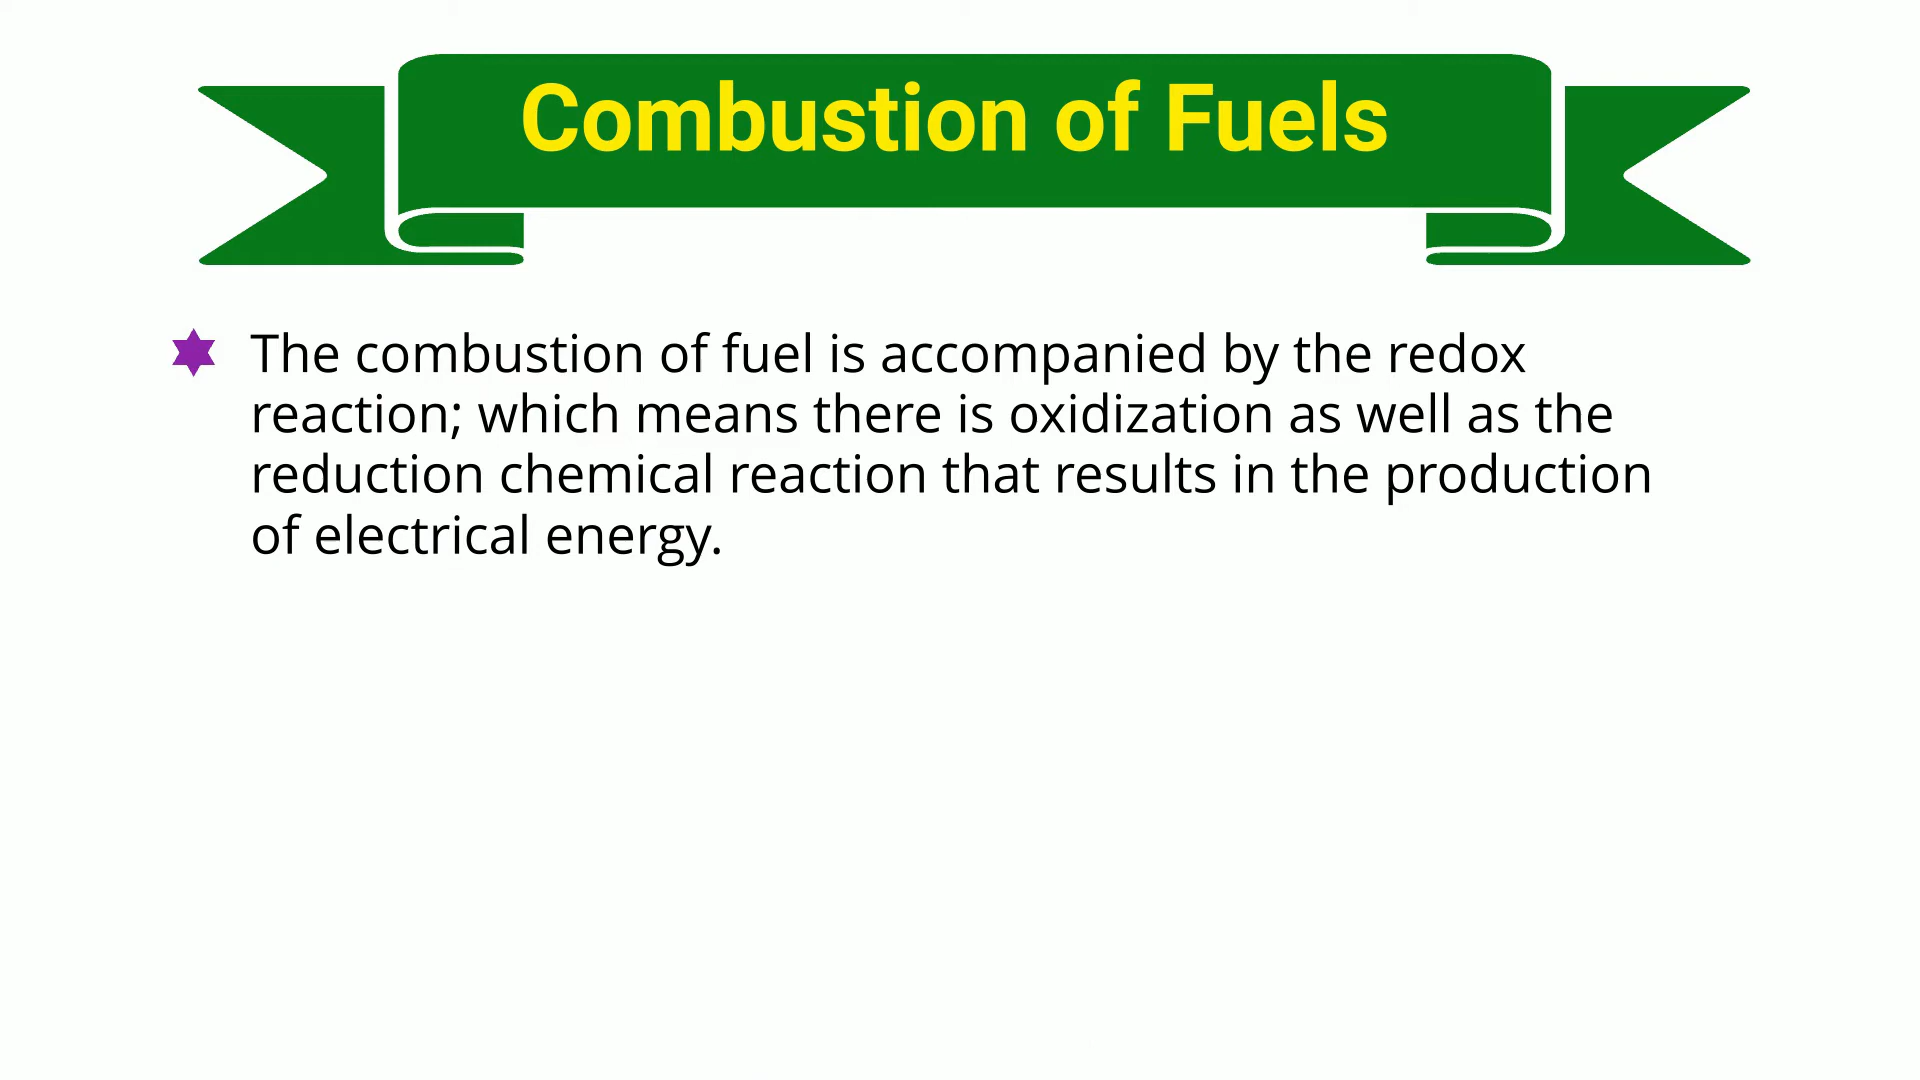 Combustion of Fuels
The combustion of fuel is accompanied by the redox
reaction; which means there is oxidization as well as the
reduction chemical reaction that results in the production
of electrical energy.